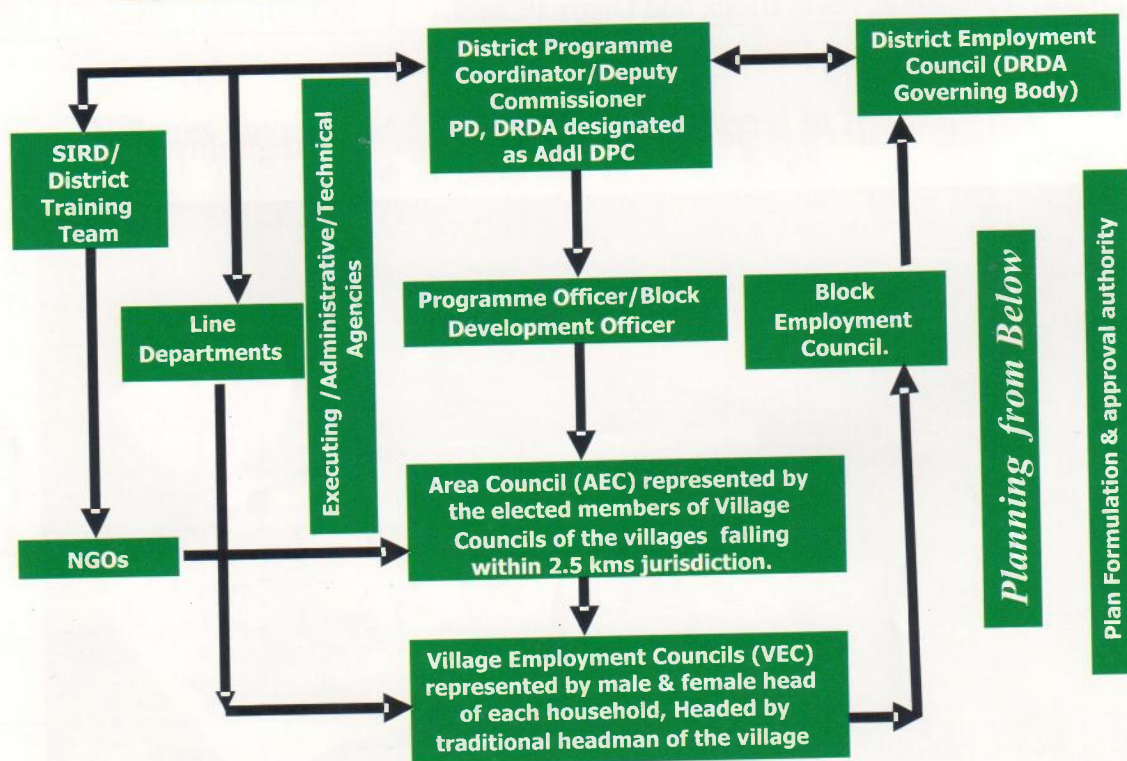 District Programme
Coordinator/Deputy
Commissioner
PD, DRDA designated
as Addl DPC
District Employment
Council (DRDA
Governing Body)
SIRD/
District
Training
Team
Executing /Administrative/Technical
Agencies
Line
Departments
Programme Officer/Block
Development Officer
Block
Employment
Council.
Planning from Below
Plan Formulation & approval authority
NGOs
Area Council (AEC) represented by
the elected members of Village
Councils of the villages falling
within 2.5 kms jurisdiction.
Village Employment Councils (VEC)
represented by male & female head
of each household, Headed by
traditional headman of the village